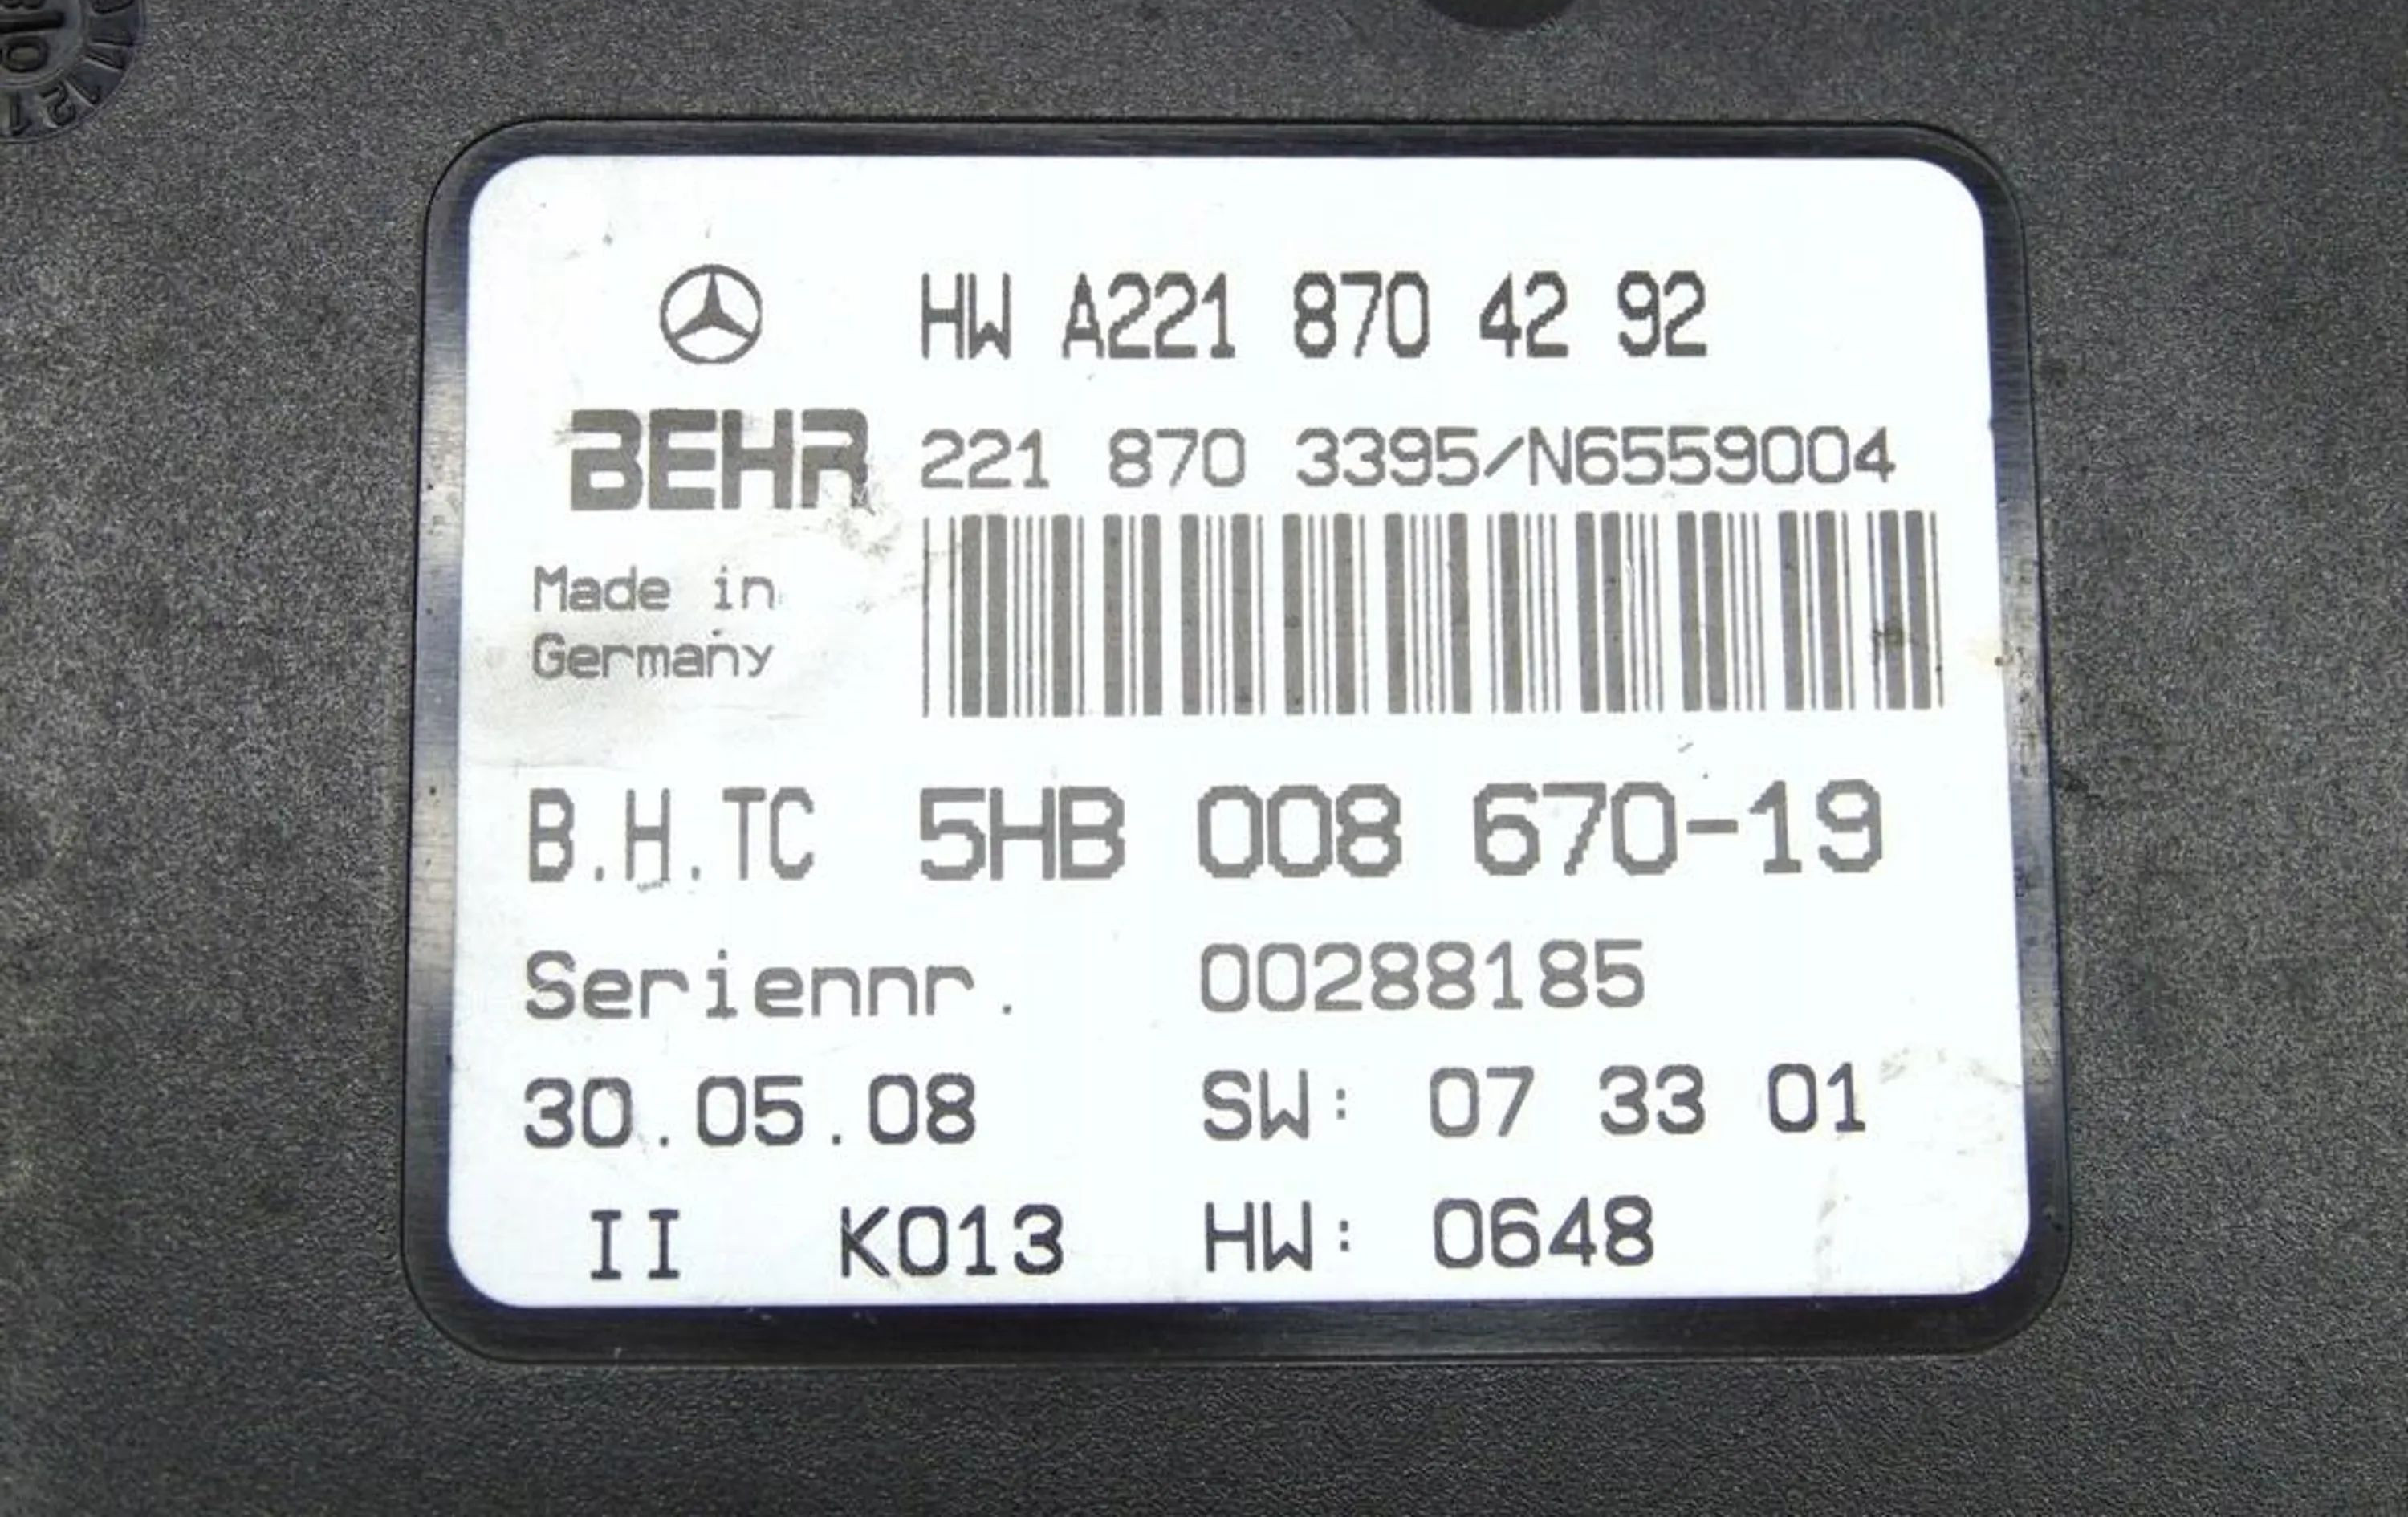 HW A221 870 42 92
BEHR 221 870 3395/N6559004
Made in
Germany
B.H.TC 5HB 008 670-19
Seriennr. 00288185
30.05.08 SW: 07 33 01
II K013 HW: 0648